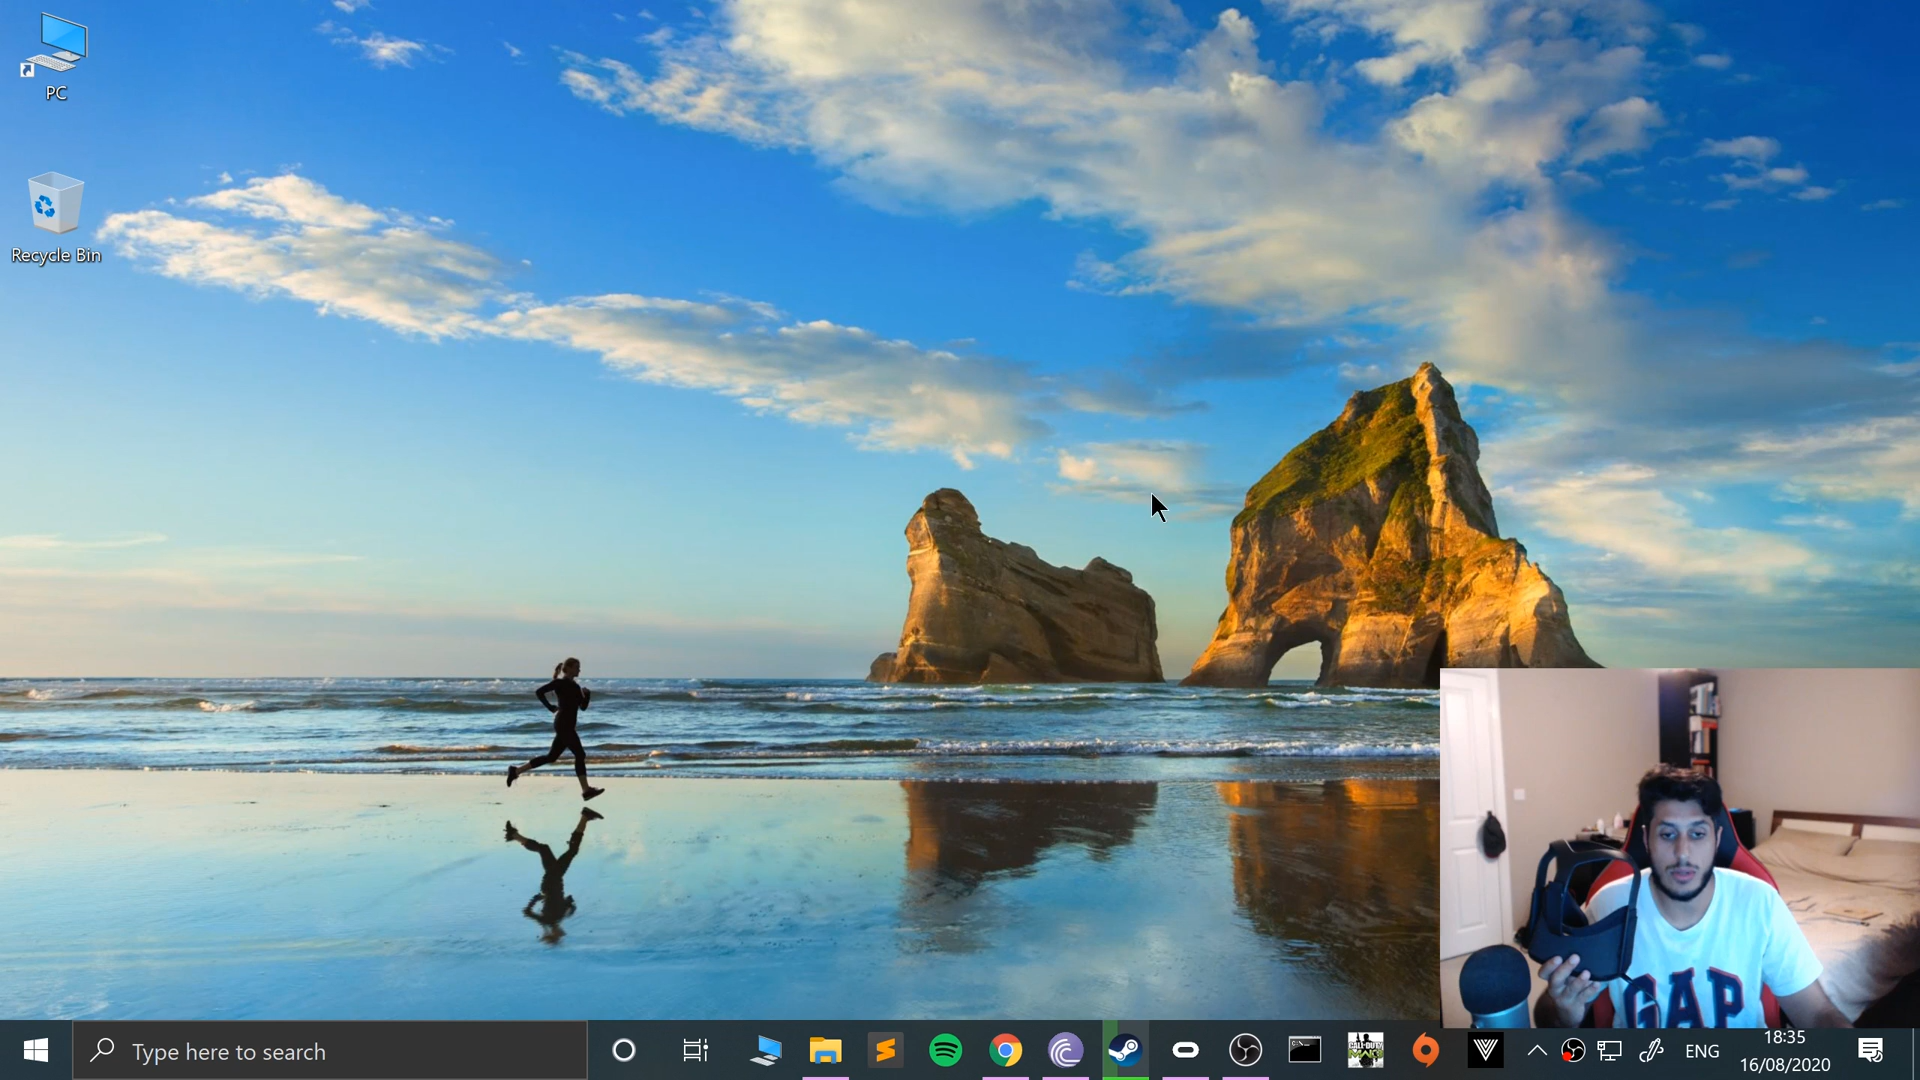 PC
Recycle Bin
GAP
Type here to search
ENG
18:35
16/08/2020